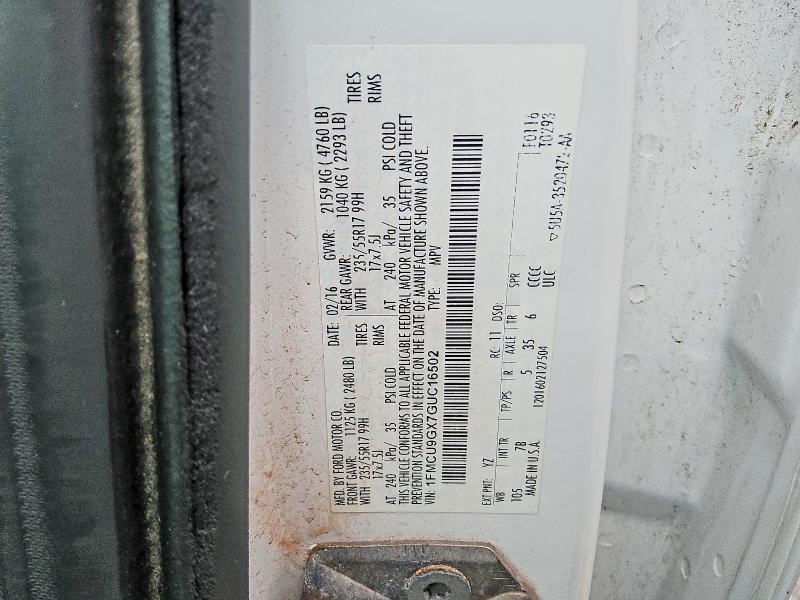 MFD. BY FORD MOTOR CO. DATE: 02/16 GVWR: 2159 KG ( 4760 LB)
FRONT GAWR: 1125 KG ( 2480 LB) REAR GAWR: 1040 KG ( 2293 LB)
WITH 235/55R17 99H TIRES WITH 235/55R17 99H TIRES
17x7.5J RIMS 17x7.5J RIMS
AT 240 kPa/ 35 PSI COLD AT 240 kPa/ 35 PSI COLD
THIS VEHICLE CONFORMS TO ALL APPLICABLE FEDERAL MOTOR VEHICLE SAFETY AND THEFT
PREVENTION STANDARDS IN EFFECT ON THE DATE OF MANUFACTURE SHOWN ABOVE.
VIN: 1FMCU9GX7GUC16502 TYPE: MPV
EXT PNT: YZ RC: 11 DSO:
WB INT TR TP/PS R AXLE TR SPR
105 7B 5 35 6 CCCC
MADE IN U.S.A. 1201602127504 ULC
F0116
T0293
▽5U5A-3520472-AA